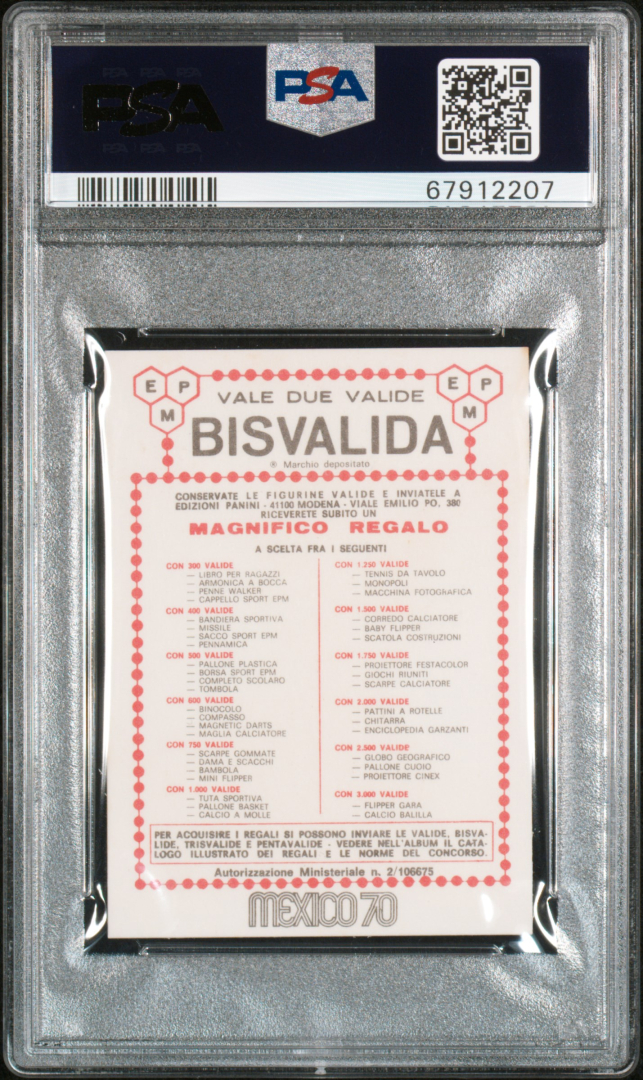 PSA
PSA
67912207
E P M
E P M
VALE DUE VALIDE
BISVALIDA
® Marchio depositato
CONSERVATE LE FIGURINE VALIDE E INVIATELE A
EDIZIONI PANINI - 41100 MODENA - VIALE EMILIO PO, 380
RICEVERETE SUBITO UN
MAGNIFICO REGALO
A SCELTA FRA I SEGUENTI
CON 300 VALIDE
— LIBRO PER RAGAZZI
— ARMONICA A BOCCA
— PENNE WALKER
— CAPPELLO SPORT EPM
CON 400 VALIDE
— BANDIERA SPORTIVA
— MISSILE
— SACCO SPORT EPM
— PENNAMICA
CON 500 VALIDE
— PALLONE PLASTICA
— BORSA SPORT EPM
— COMPLETO SCOLARO
— TOMBOLA
CON 600 VALIDE
— BINOCOLO
— COMPASSO
— MAGNETIC DARTS
— MAGLIA CALCIATORE
CON 750 VALIDE
— SCARPE GOMMATE
— DAMA E SCACCHI
— BAMBOLA
— MINI FLIPPER
CON 1.000 VALIDE
— TUTA SPORTIVA
— PALLONE BASKET
— CALCIO A MOLLE
CON 1.250 VALIDE
— TENNIS DA TAVOLO
— MONOPOLI
— MACCHINA FOTOGRAFICA
CON 1.500 VALIDE
— CORREDO CALCIATORE
— BABY FLIPPER
— SCATOLA COSTRUZIONI
CON 1.750 VALIDE
— PROIETTORE FESTACOLOR
— GIOCHI RIUNITI
— SCARPE CALCIATORE
CON 2.000 VALIDE
— PATTINI A ROTELLE
— CHITARRA
— ENCICLOPEDIA GARZANTI
CON 2.500 VALIDE
— GLOBO GEOGRAFICO
— PALLONE CUOIO
— PROIETTORE CINEX
CON 3.000 VALIDE
— FLIPPER GARA
— CALCIO BALILLA
PER ACQUISIRE I REGALI SI POSSONO INVIARE LE VALIDE, BISVA-
LIDE, TRISVALIDE E PENTAVALIDE - VEDERE NELL'ALBUM IL CATA-
LOGO ILLUSTRATO DEI REGALI E LE NORME DEL CONCORSO.
Autorizzazione Ministeriale n. 2/106675
MEXICO 70